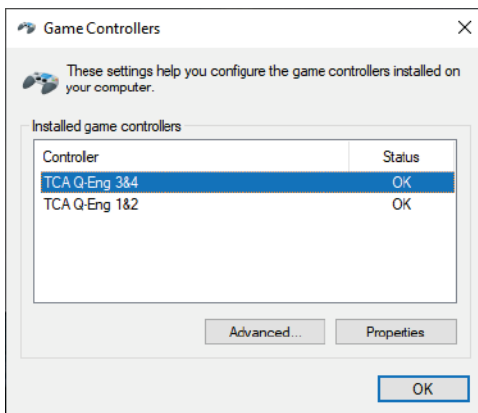 Game Controllers
These settings help you configure the game controllers installed on
your computer.
Installed game controllers
Controller Status
TCA Q-Eng 3&4 OK
TCA Q-Eng 1&2 OK
Advanced... Properties
OK